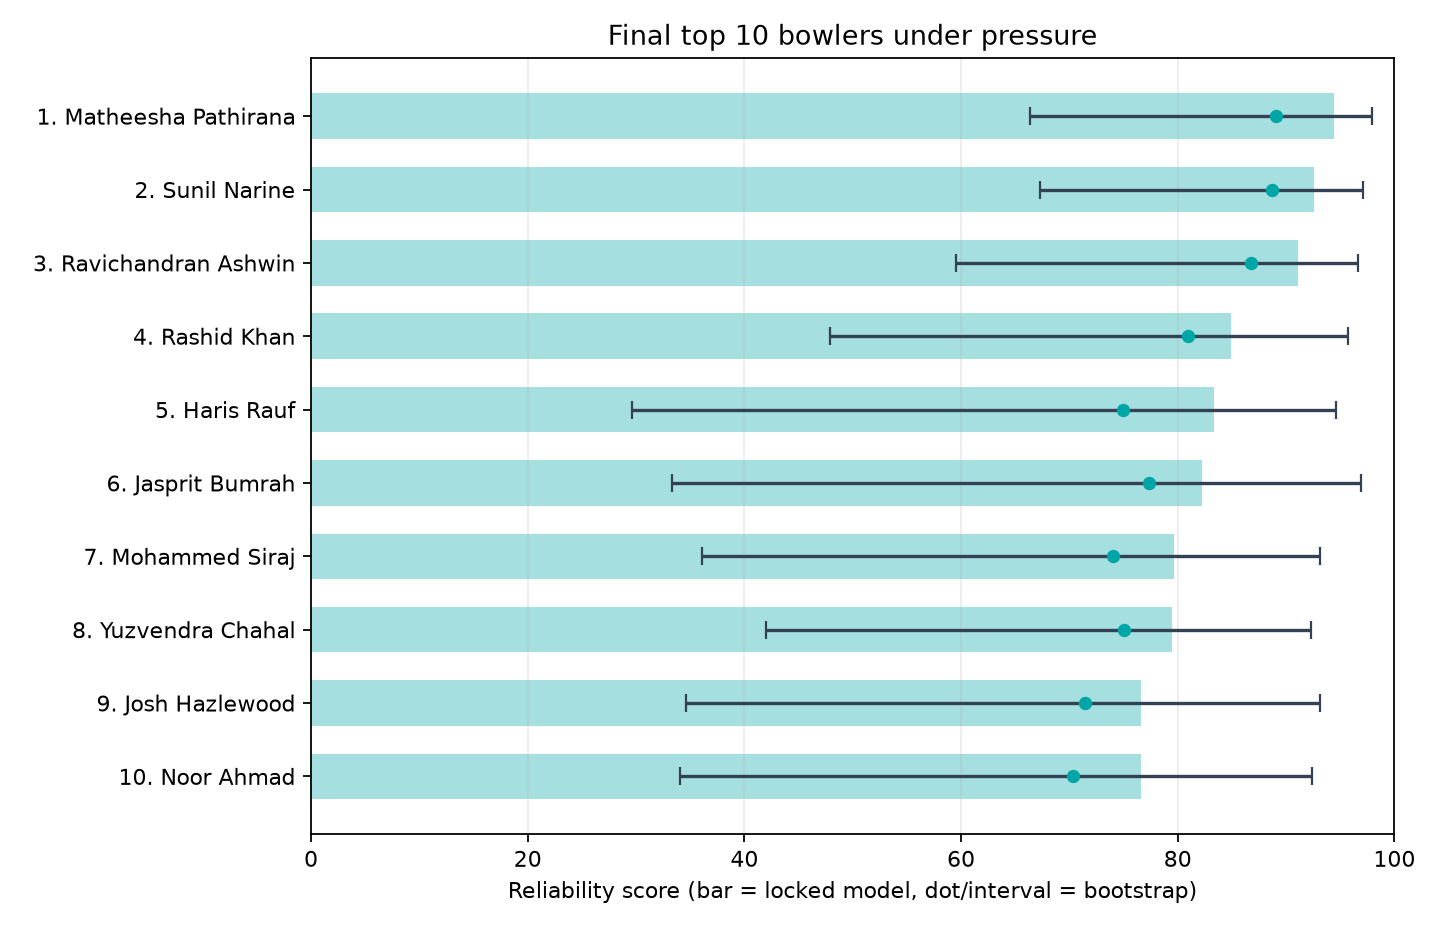 Final top 10 bowlers under pressure
1. Matheesha Pathirana
2. Sunil Narine
3. Ravichandran Ashwin
4. Rashid Khan
5. Haris Rauf
6. Jasprit Bumrah
7. Mohammed Siraj
8. Yuzvendra Chahal
9. Josh Hazlewood
10. Noor Ahmad
0 20 40 60 80 100
Reliability score (bar = locked model, dot/interval = bootstrap)